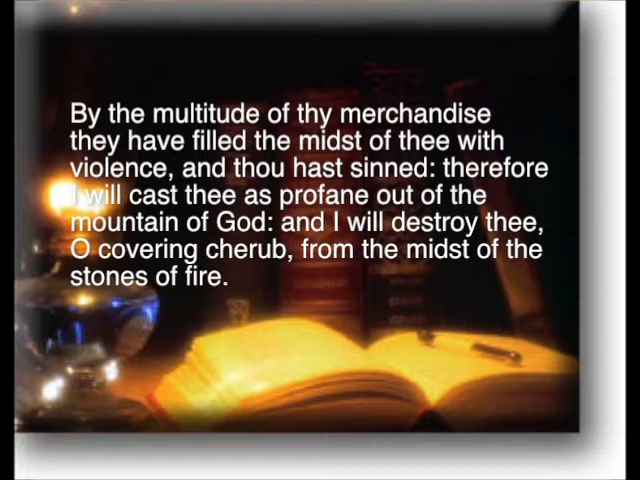 By the multitude of thy merchandise
they have filled the midst of thee with
violence, and thou hast sinned: therefore
I will cast thee as profane out of the
mountain of God: and I will destroy thee,
O covering cherub, from the midst of the
stones of fire.